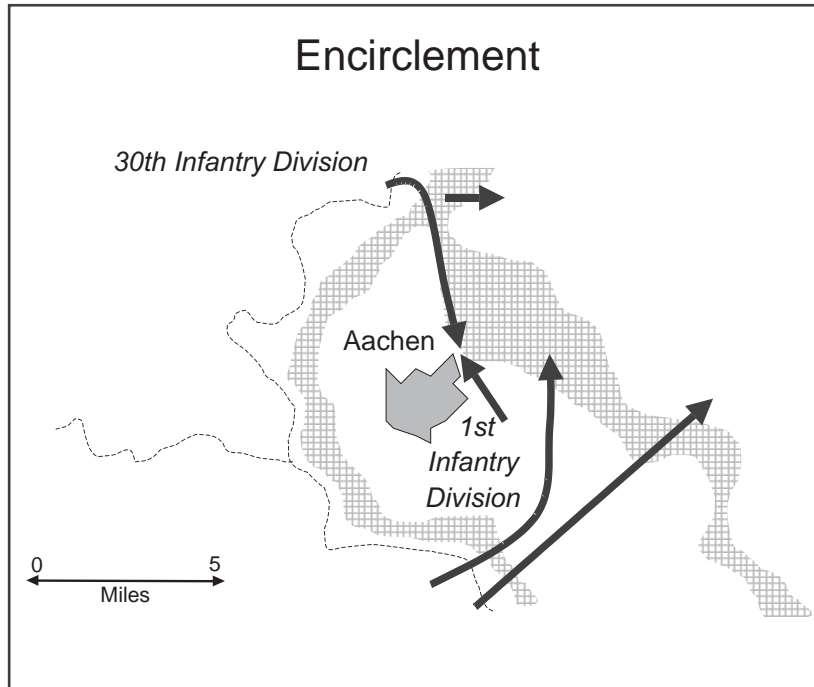 Encirclement
30th Infantry Division
Aachen
1st
Infantry
Division
0 5
Miles